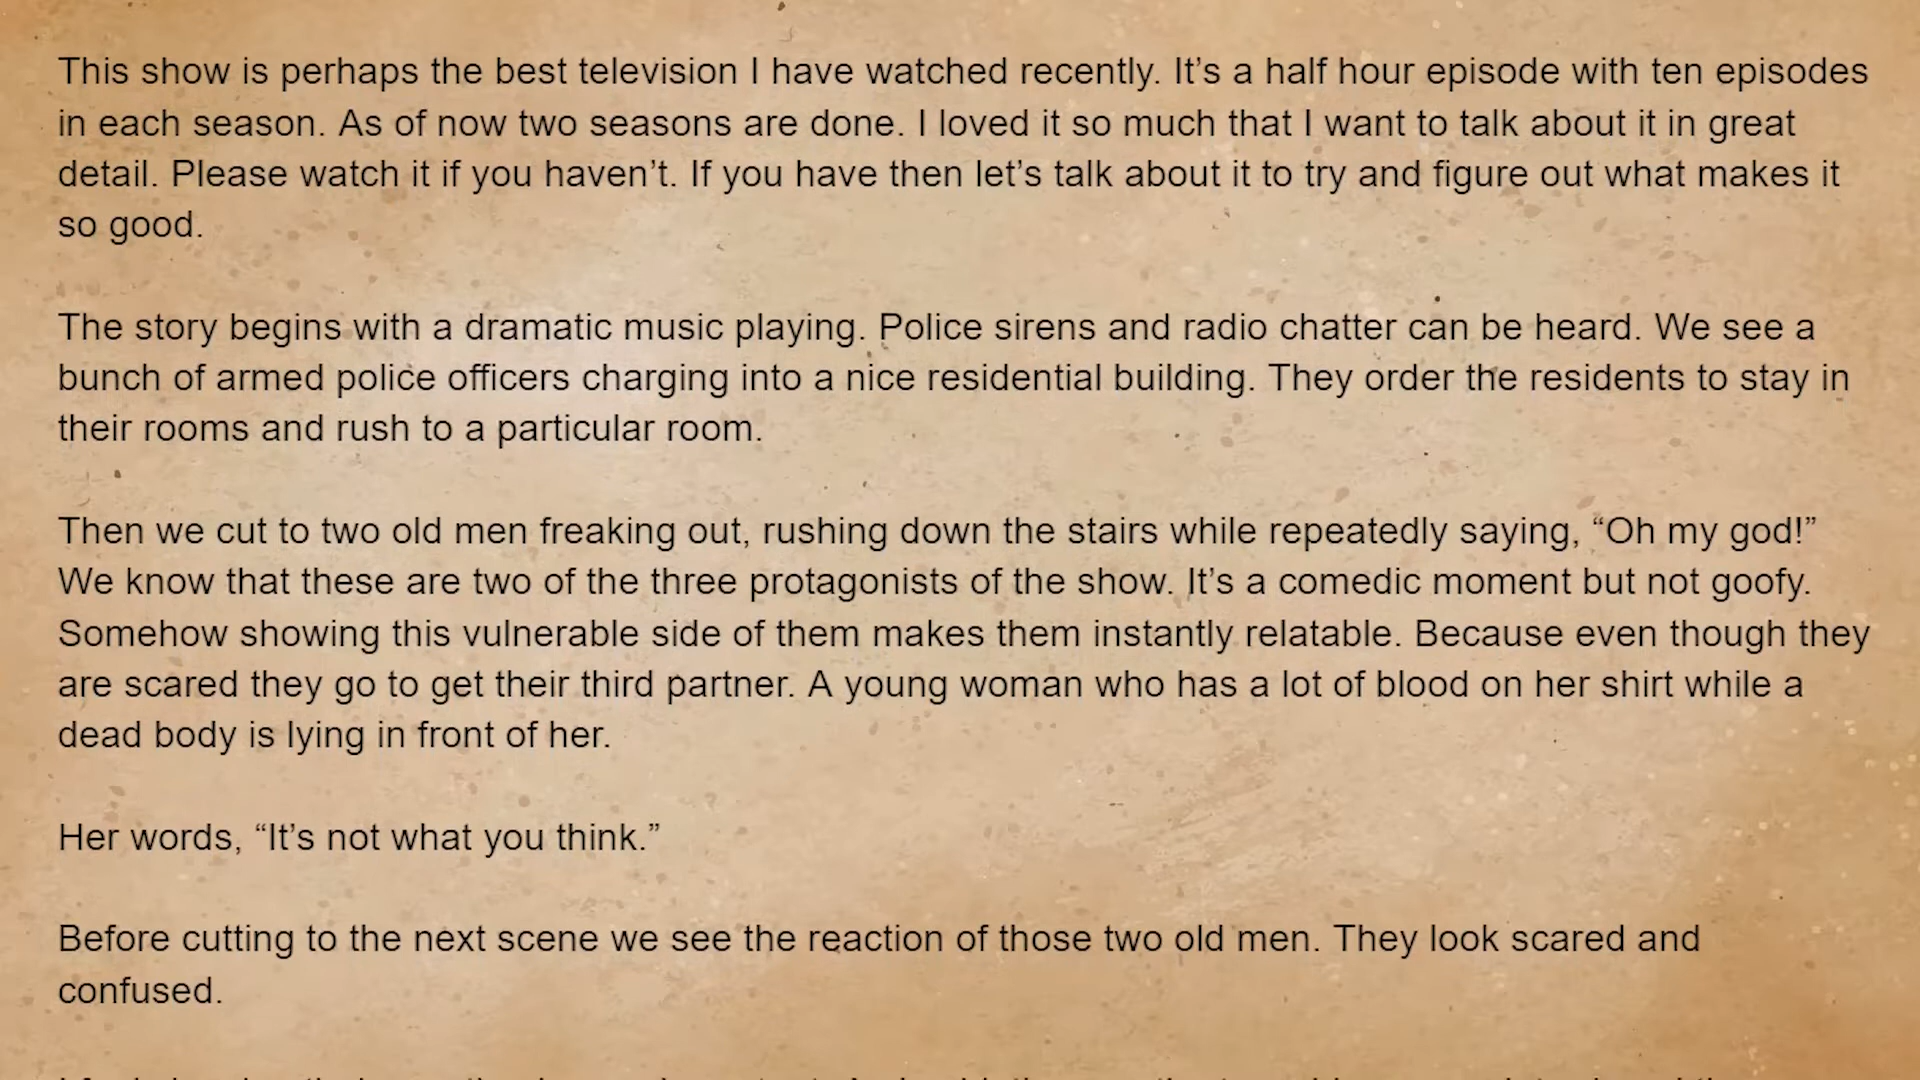 This show is perhaps the best television I have watched recently. It’s a half hour episode with ten episodes
in each season. As of now two seasons are done. I loved it so much that I want to talk about it in great
detail. Please watch it if you haven’t. If you have then let’s talk about it to try and figure out what makes it
so good.
The story begins with a dramatic music playing. Police sirens and radio chatter can be heard. We see a
bunch of armed police officers charging into a nice residential building. They order the residents to stay in
their rooms and rush to a particular room.
Then we cut to two old men freaking out, rushing down the stairs while repeatedly saying, “Oh my god!”
We know that these are two of the three protagonists of the show. It’s a comedic moment but not goofy.
Somehow showing this vulnerable side of them makes them instantly relatable. Because even though they
are scared they go to get their third partner. A young woman who has a lot of blood on her shirt while a
dead body is lying in front of her.
Her words, “It’s not what you think.”
Before cutting to the next scene we see the reaction of those two old men. They look scared and
confused.